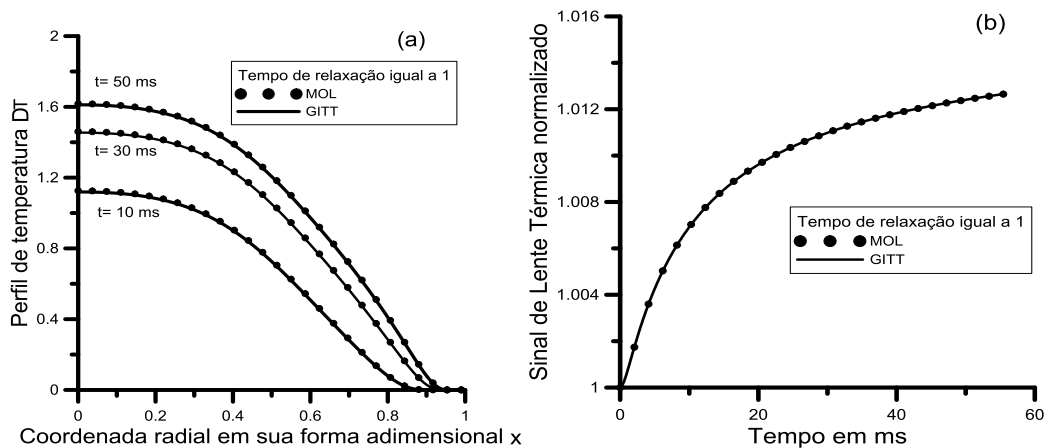 (a)
Perfil de temperatura DT
2
1.6
1.2
0.8
0.4
0
t= 50 ms
t= 30 ms
t= 10 ms
Tempo de relaxação igual a 1
MOL
GITT
0
0.2
0.4
0.6
0.8
1
Coordenada radial em sua forma adimensional x
(b)
Sinal de Lente Térmica normalizado
1.016
1.012
1.008
1.004
1
Tempo de relaxação igual a 1
MOL
GITT
0
20
40
60
Tempo em ms